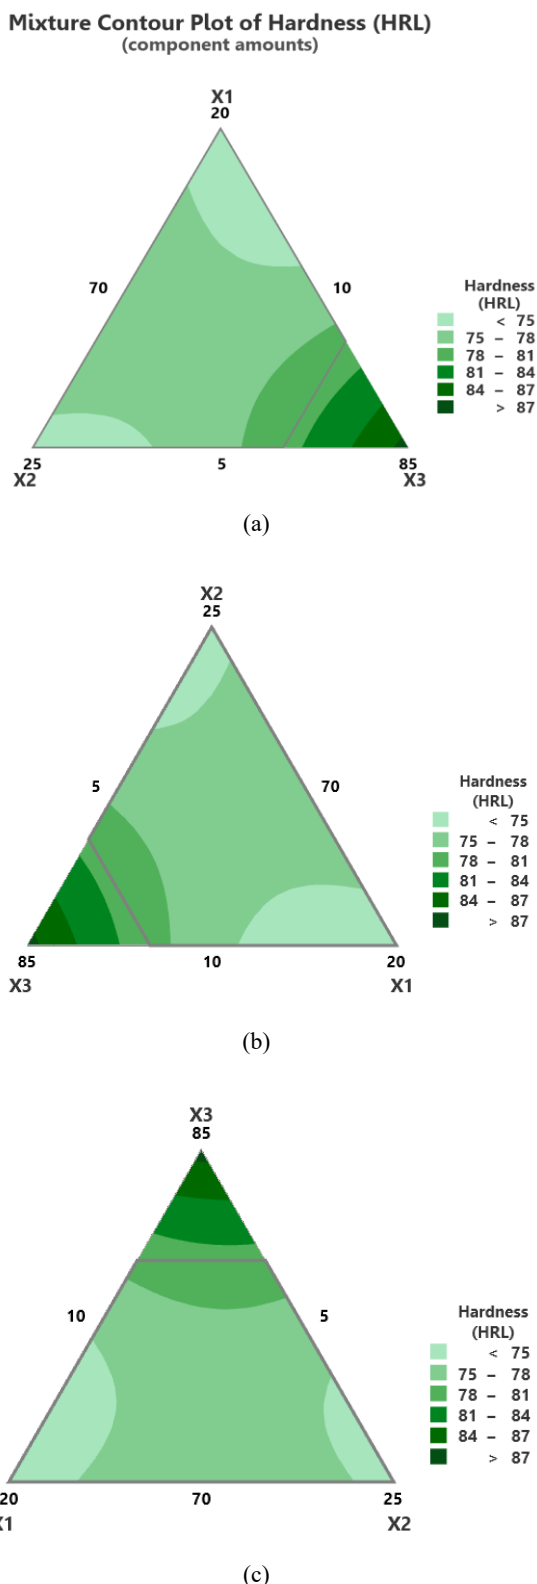 Mixture Contour Plot of Hardness (HRL)
(component amounts)
X1
20
70
10
Hardness
(HRL)
< 75
75 – 78
78 – 81
81 – 84
84 – 87
> 87
25
5
85
X2
X3
(a)
X2
25
5
70
Hardness
(HRL)
< 75
75 – 78
78 – 81
81 – 84
84 – 87
> 87
85
10
20
X3
X1
(b)
X3
85
10
5
Hardness
(HRL)
< 75
75 – 78
78 – 81
81 – 84
84 – 87
> 87
20
70
25
X1
X2
(c)